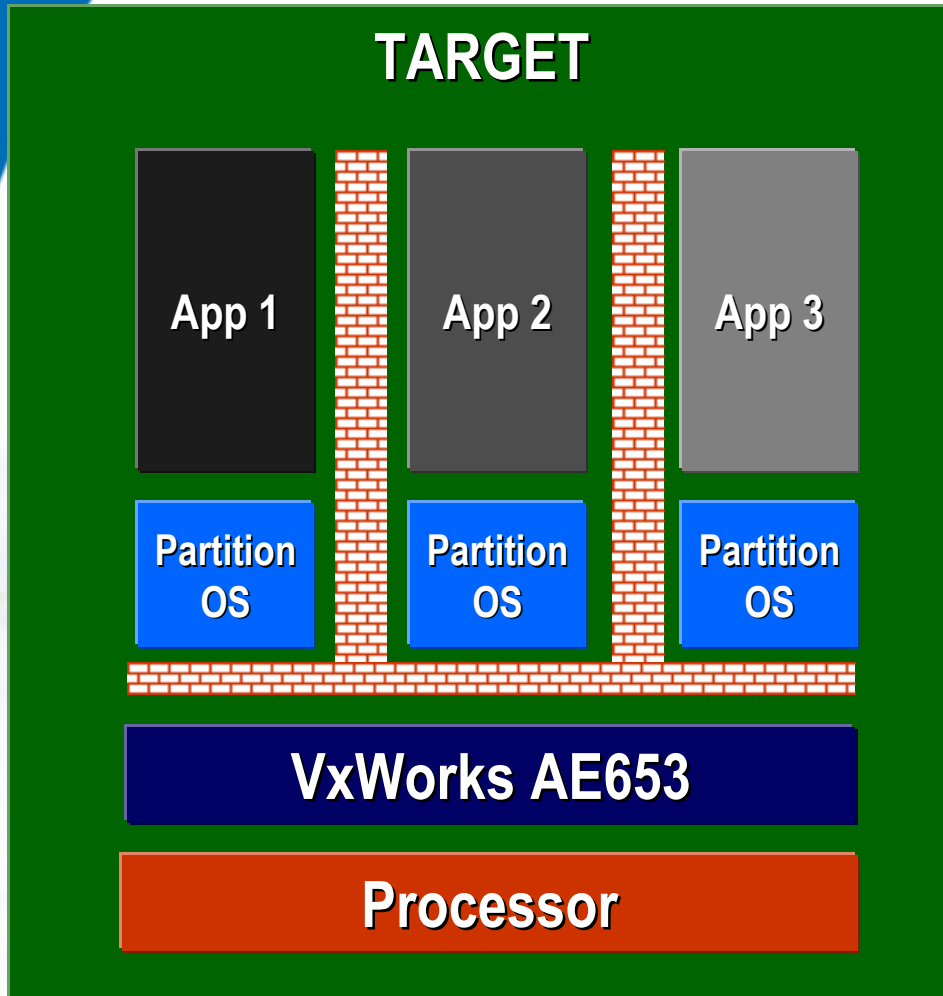 TARGET
App 1
App 2
App 3
Partition
OS
Partition
OS
Partition
OS
VxWorks AE653
Processor